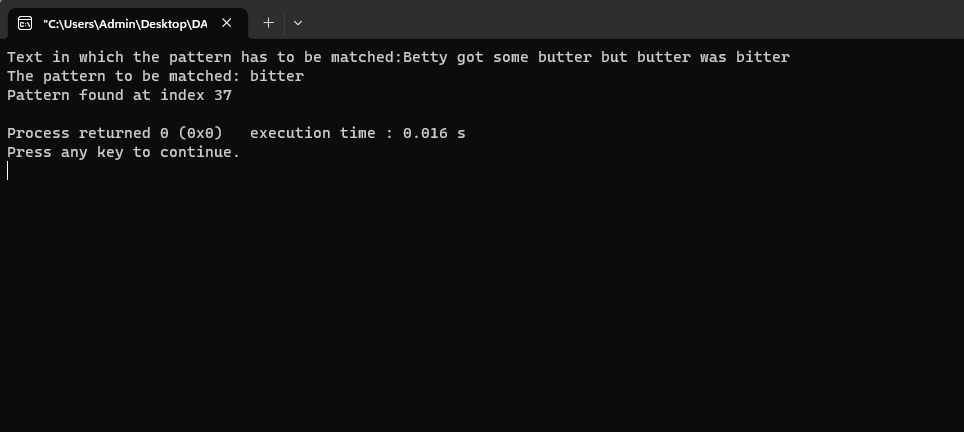 "C:\Users\Admin\Desktop\DA
Text in which the pattern has to be matched:Betty got some butter but butter was bitter
The pattern to be matched: bitter
Pattern found at index 37
Process returned 0 (0x0)   execution time : 0.016 s
Press any key to continue.